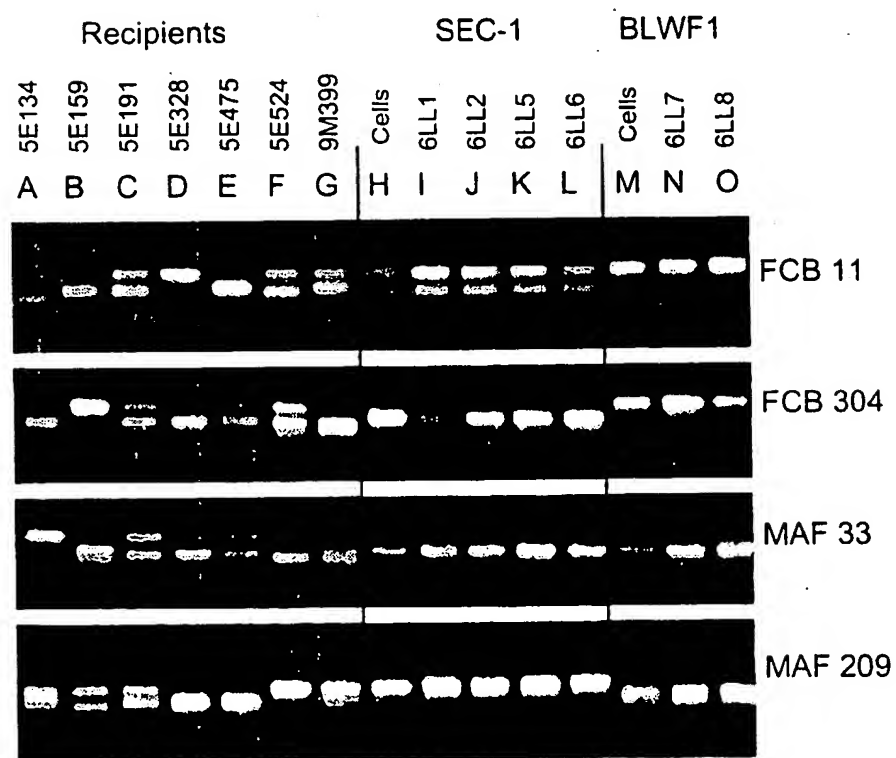 Recipients SEC-1 BLWF1
5E134 5E159 5E191 5E328 5E475 5E524 9M399 Cells 6LL1 6LL2 6LL5 6LL6 Cells 6LL7 6LL8
A B C D E F G H I J K L M N O
FCB 11
FCB 304
MAF 33
MAF 209